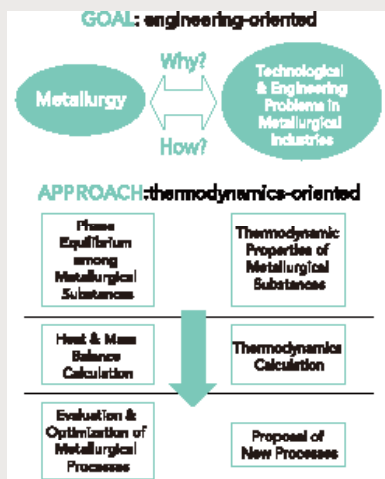 GOAL: engineering-oriented
Why?
Metallurgy
Technological
& Engineering
Problems in
Metallurgical
Industries
How?
APPROACH:thermodynamics-oriented
Phase
Equilibrium
among
Metallurgical
Substances
Thermodynamic
Properties of
Metallurgical
Substances
Heat & Mass
Balance
Calculation
Thermodynamics
Calculation
Evaluation &
Optimization of
Metallurgical
Processes
Proposal of
New Processes